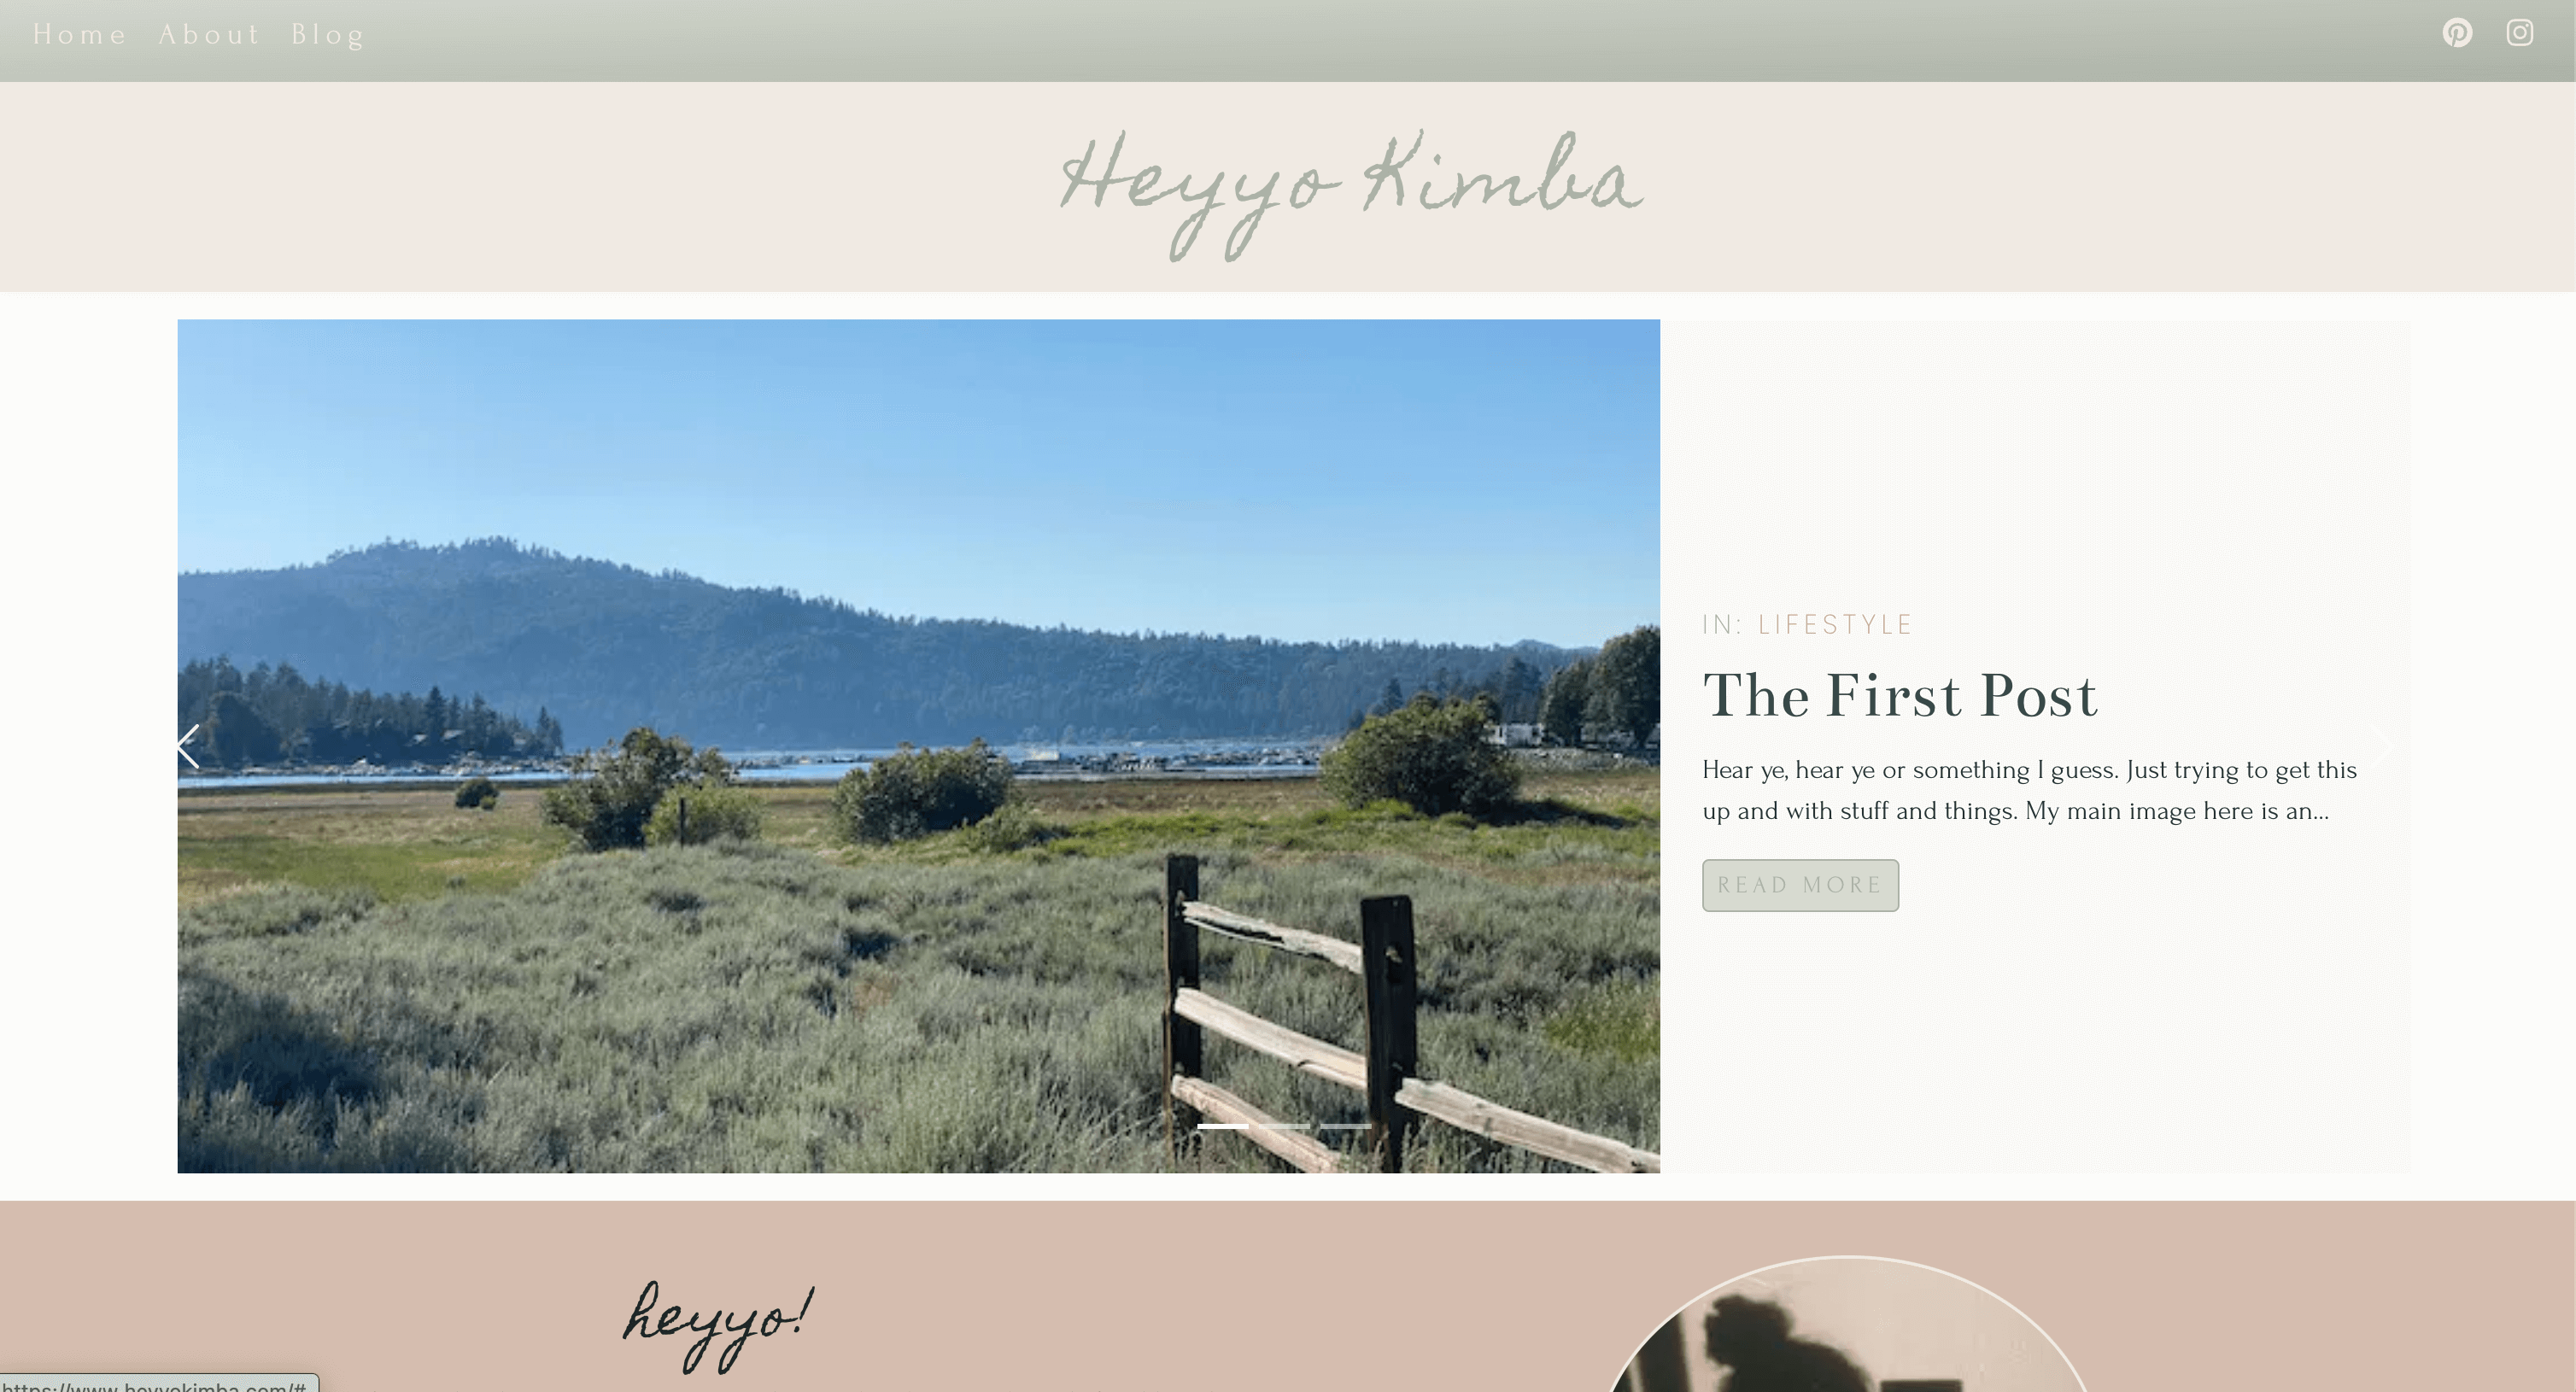 Home About Blog
Heyyo Kimba
IN: LIFESTYLE
The First Post
Hear ye, hear ye or something I guess. Just trying to get this
up and with stuff and things. My main image here is an...
READ MORE
heyyo!
https://www.heyyokimba.com/#